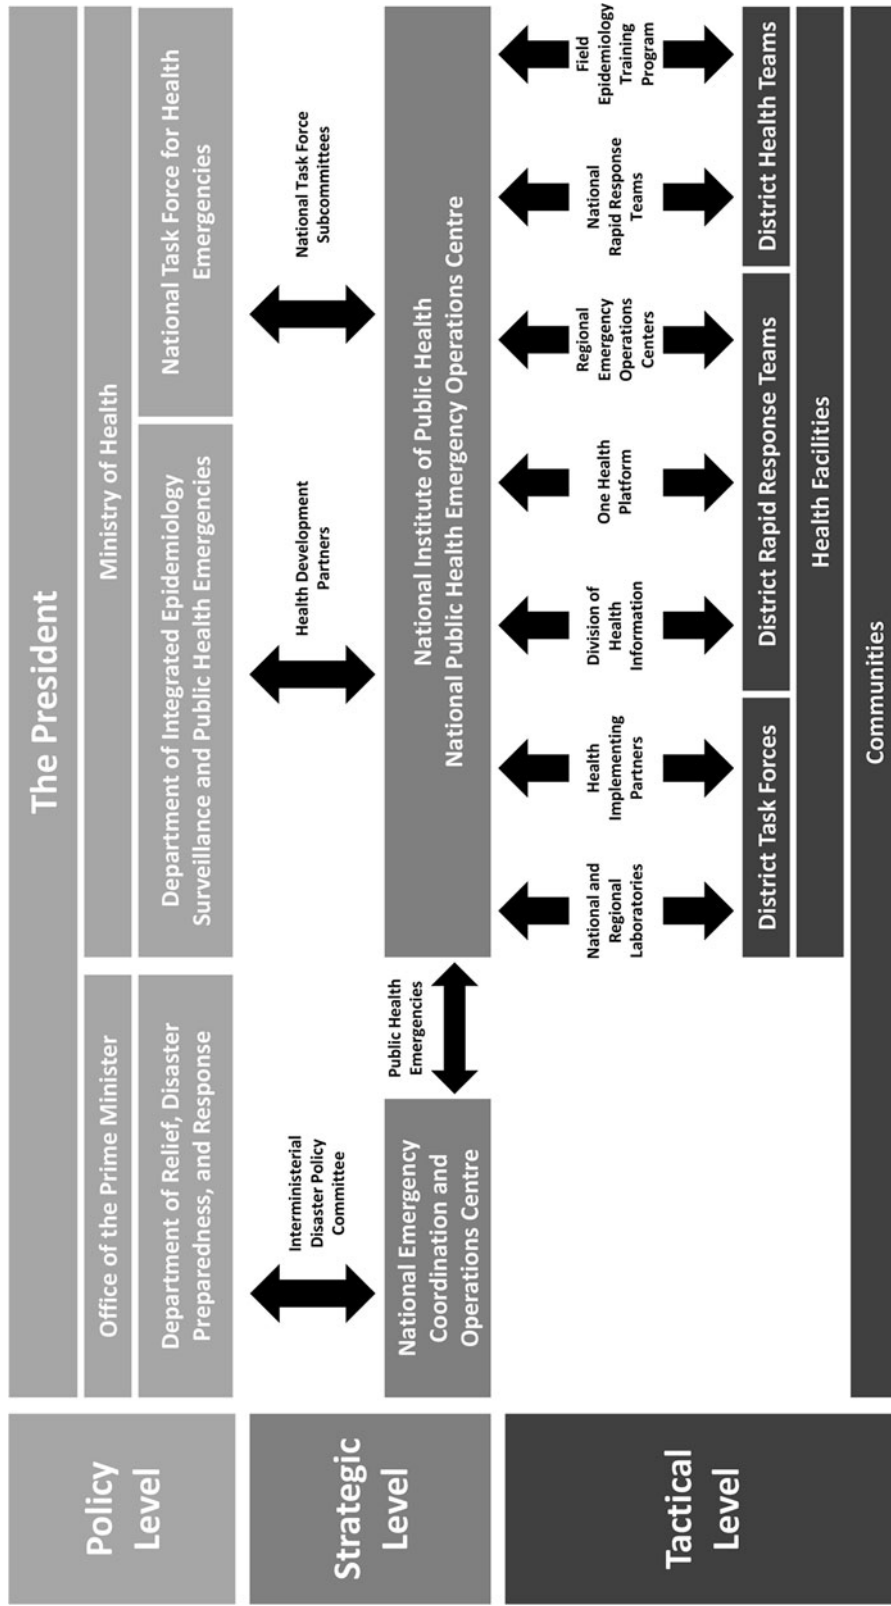 Policy
Level
The President
Office of the Prime Minister
Ministry of Health
Department of Relief, Disaster
Preparedness, and Response
Department of Integrated Epidemiology
Surveillance and Public Health Emergencies
National Task Force for Health
Emergencies
Strategic
Level
Interministerial
Disaster Policy
Committee
Health Development
Partners
National Task Force
Subcommittees
National Emergency
Coordination and
Operations Centre
Public Health
Emergencies
National Institute of Public Health
National Public Health Emergency Operations Centre
Tactical
Level
National and
Regional
Laboratories
Health
Implementing
Partners
Division of
Health
Information
One Health
Platform
Regional
Emergency
Operations
Centers
National
Rapid Response
Teams
Field
Epidemiology
Training
Program
District Task Forces
District Rapid Response Teams
District Health Teams
Health Facilities
Communities